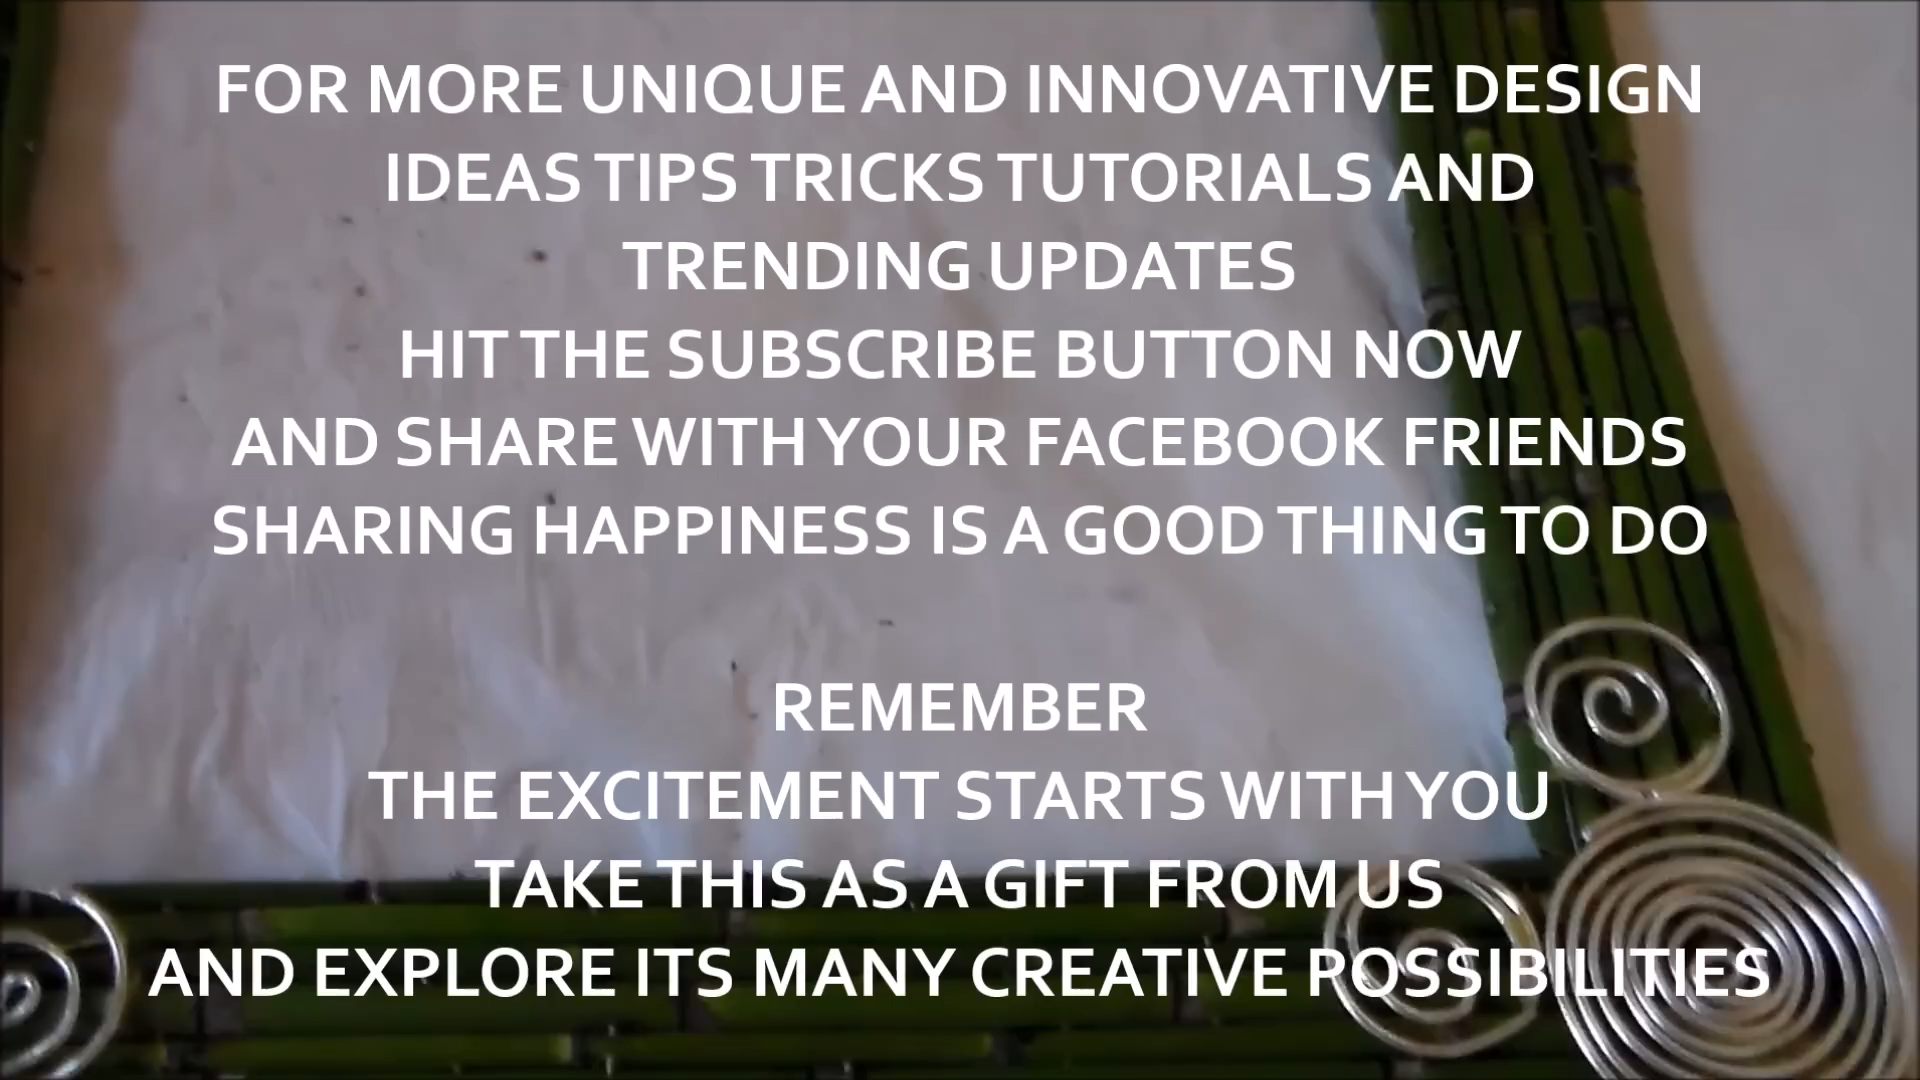 FOR MORE UNIQUE AND INNOVATIVE DESIGN
IDEAS TIPS TRICKS TUTORIALS AND
TRENDING UPDATES
HIT THE SUBSCRIBE BUTTON NOW
AND SHARE WITH YOUR FACEBOOK FRIENDS
SHARING HAPPINESS IS A GOOD THING TO DO
REMEMBER
THE EXCITEMENT STARTS WITH YOU
TAKE THIS AS A GIFT FROM US
AND EXPLORE ITS MANY CREATIVE POSSIBILITIES